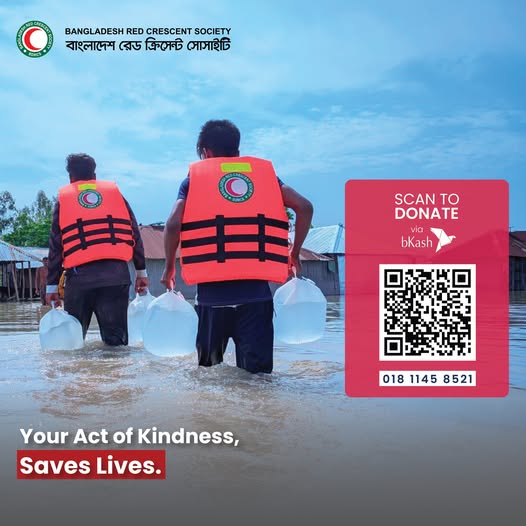 BANGLADESH RED CRESCENT SOCIETY
বাংলাদেশ রেড ক্রিসেন্ট সোসাইটি
SCAN TO
DONATE
via
bKash
018 1145 8521
Your Act of Kindness,
Saves Lives.